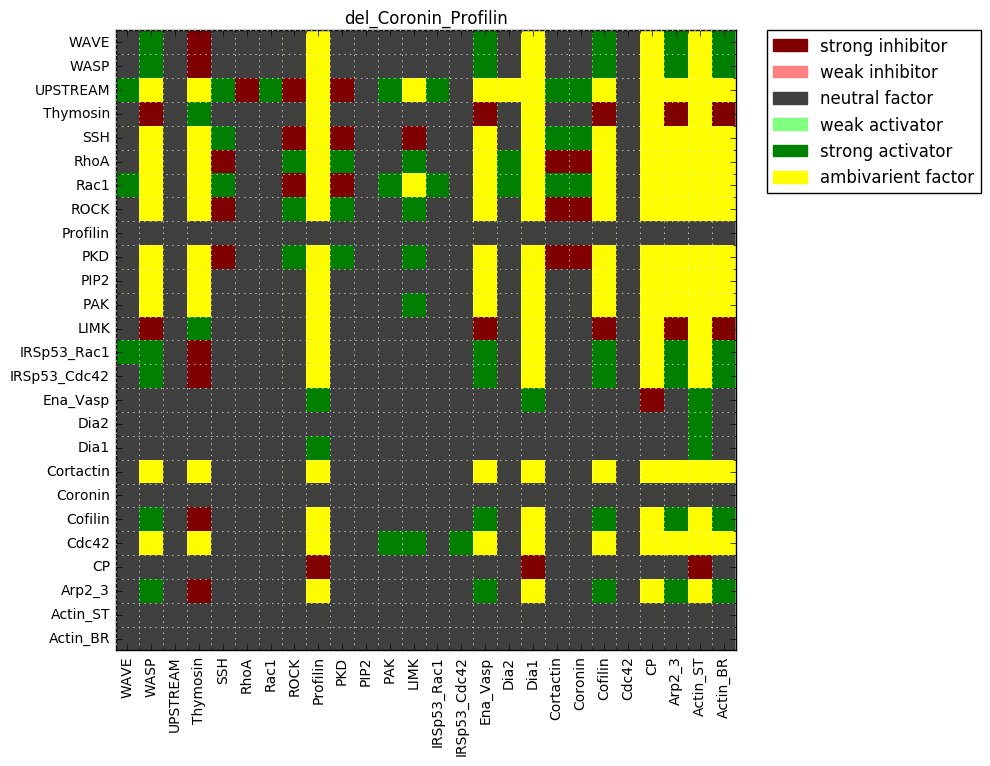 del_Coronin_Profilin
WAVE
WASP
UPSTREAM
Thymosin
SSH
RhoA
Rac1
ROCK
Profilin
PKD
PIP2
PAK
LIMK
IRSp53_Rac1
IRSp53_Cdc42
Ena_Vasp
Dia2
Dia1
Cortactin
Coronin
Cofilin
Cdc42
CP
Arp2_3
Actin_ST
Actin_BR
WAVE
WASP
UPSTREAM
Thymosin
SSH
RhoA
Rac1
ROCK
Profilin
PKD
PIP2
PAK
LIMK
IRSp53_Rac1
IRSp53_Cdc42
Ena_Vasp
Dia2
Dia1
Cortactin
Coronin
Cofilin
Cdc42
CP
Arp2_3
Actin_ST
Actin_BR
strong inhibitor
weak inhibitor
neutral factor
weak activator
strong activator
ambivarient factor